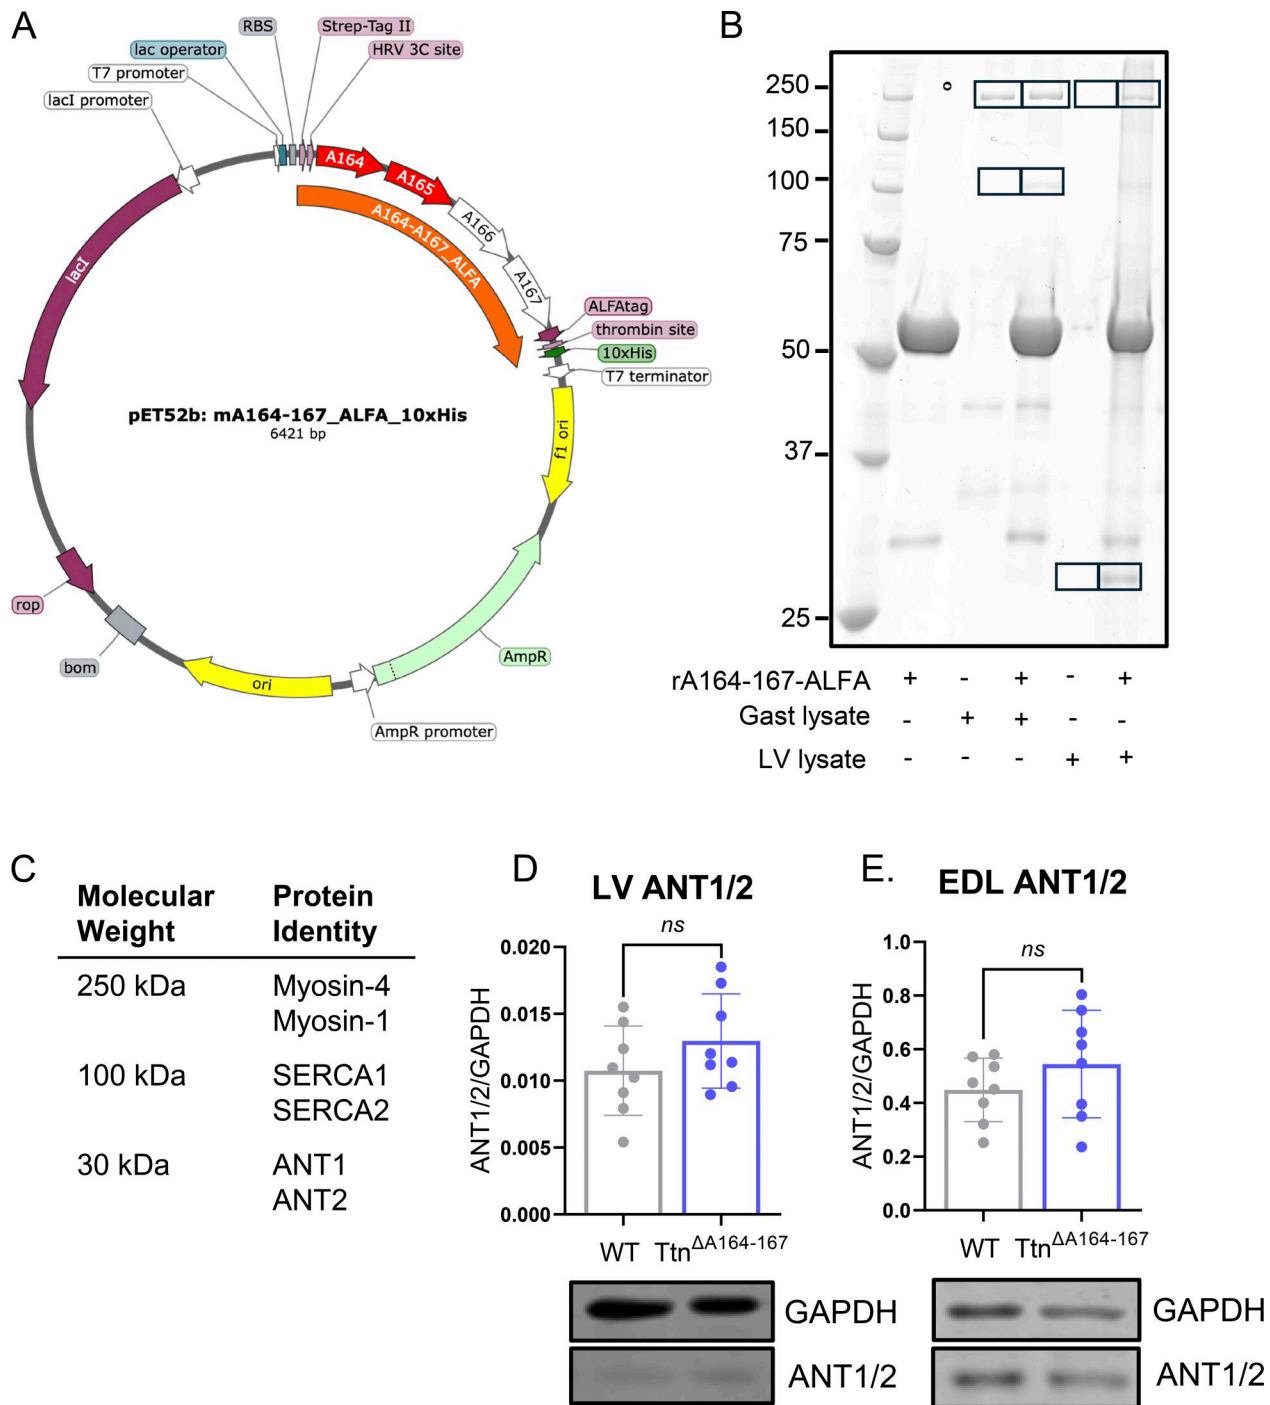 A
RBS
Strep-Tag II
lac operator
HRV 3C site
T7 promoter
lacI promoter
A164
A165
A166
A167
A164-A167_ALFA
lacI
ALFAtag
thrombin site
10xHis
T7 terminator
pET52b: mA164-167_ALFA_10xHis
6421 bp
f1 ori
rop
bom
ori
AmpR
AmpR promoter
B
250
150
100
75
50
37
25
rA164-167-ALFA + - + - +
Gast lysate - + + - -
LV lysate - - - + +
C
Molecular Protein
Weight Identity
250 kDa Myosin-4
Myosin-1
100 kDa SERCA1
SERCA2
30 kDa ANT1
ANT2
D
LV ANT1/2
ns
0.020
0.015
0.010
0.005
0.000
ANT1/2/GAPDH
WT TtnΔA164-167
GAPDH
ANT1/2
E.
EDL ANT1/2
ns
1.0
0.8
0.6
0.4
0.2
0.0
ANT1/2/GAPDH
WT TtnΔA164-167
GAPDH
ANT1/2